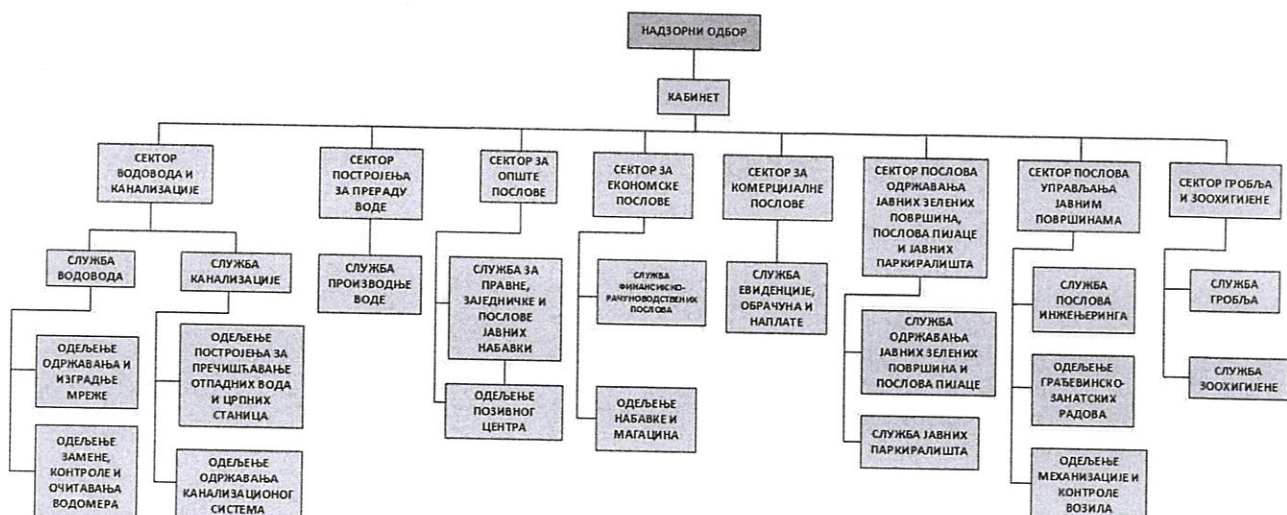 НАДЗОРНИ ОДБОР
КАБИНЕТ
СЕКТОР
ВОДОВОДА И
КАНАЛИЗАЦИЈЕ
СЕКТОР
ПОСТРОЈЕЊА
ЗА ПРЕРАДУ
ВОДЕ
СЕКТОР ЗА
ОПШТЕ
ПОСЛОВЕ
СЕКТОР ЗА
ЕКОНОМСКЕ
ПОСЛОВЕ
СЕКТОР ЗА
КОМЕРЦИЈАЛНЕ
ПОСЛОВЕ
СЕКТОР ПОСЛОВА
ОДРЖАВАЊА
ЈАВНИХ ЗЕЛЕНИХ
ПОВРШИНА,
ПОСЛОВА ПИЈАЦЕ
И ЈАВНИХ
ПАРКИРАЛИШТА
СЕКТОР ПОСЛОВА
УПРАВЉАЊА
ЈАВНИМ
ПОВРШИНАМА
СЕКТОР ГРОБЉА
И ЗООХИГИЈЕНЕ
СЛУЖБА
ВОДОВОДА
СЛУЖБА
КАНАЛИЗАЦИЈЕ
СЛУЖБА
ПРОИЗВОДЊЕ
ВОДЕ
СЛУЖБА ЗА
ПРАВНЕ,
ЗАЈЕДНИЧКЕ И
ПОСЛОВЕ
ЈАВНИХ
НАБАВКИ
СЛУЖБА
ФИНАНСИСКО-
РАЧУНОВОДСТВЕНИХ
ПОСЛОВА
СЛУЖБА
ЕВИДЕНЦИЈЕ,
ОБРАЧУНА И
НАПЛАТЕ
СЛУЖБА
ПОСЛОВА
ИНЖЕЊЕРИНГА
СЛУЖБА
ГРОБЉА
ОДЕЉЕЊЕ
ОДРЖАВАЊА И
ИЗГРАДЊЕ
МРЕЖЕ
ОДЕЉЕЊЕ
ПОСТРОЈЕЊА ЗА
ПРЕЧИШЋАВАЊЕ
ОТПАДНИХ ВОДА
И ЦРПНИХ
СТАНИЦА
ОДЕЉЕЊЕ
ПОЗИВНОГ
ЦЕНТРА
ОДЕЉЕЊЕ
НАБАВКЕ И
МАГАЦИНА
СЛУЖБА
ОДРЖАВАЊА
ЈАВНИХ ЗЕЛЕНИХ
ПОВРШИНА И
ПОСЛОВА ПИЈАЦЕ
ОДЕЉЕЊЕ
ГРАЂЕВИНСКО-
ЗАНАТСКИХ
РАДОВА
СЛУЖБА
ЗООХИГИЈЕНЕ
ОДЕЉЕЊЕ
ЗАМЕНЕ,
КОНТРОЛЕ И
ОЧИТАВАЊА
ВОДОМЕРА
ОДЕЉЕЊЕ
ОДРЖАВАЊА
КАНАЛИЗАЦИОНОГ
СИСТЕМА
СЛУЖБА ЈАВНИХ
ПАРКИРАЛИШТА
ОДЕЉЕЊЕ
МЕХАНИЗАЦИЈЕ И
КОНТРОЛЕ
ВОЗИЛА